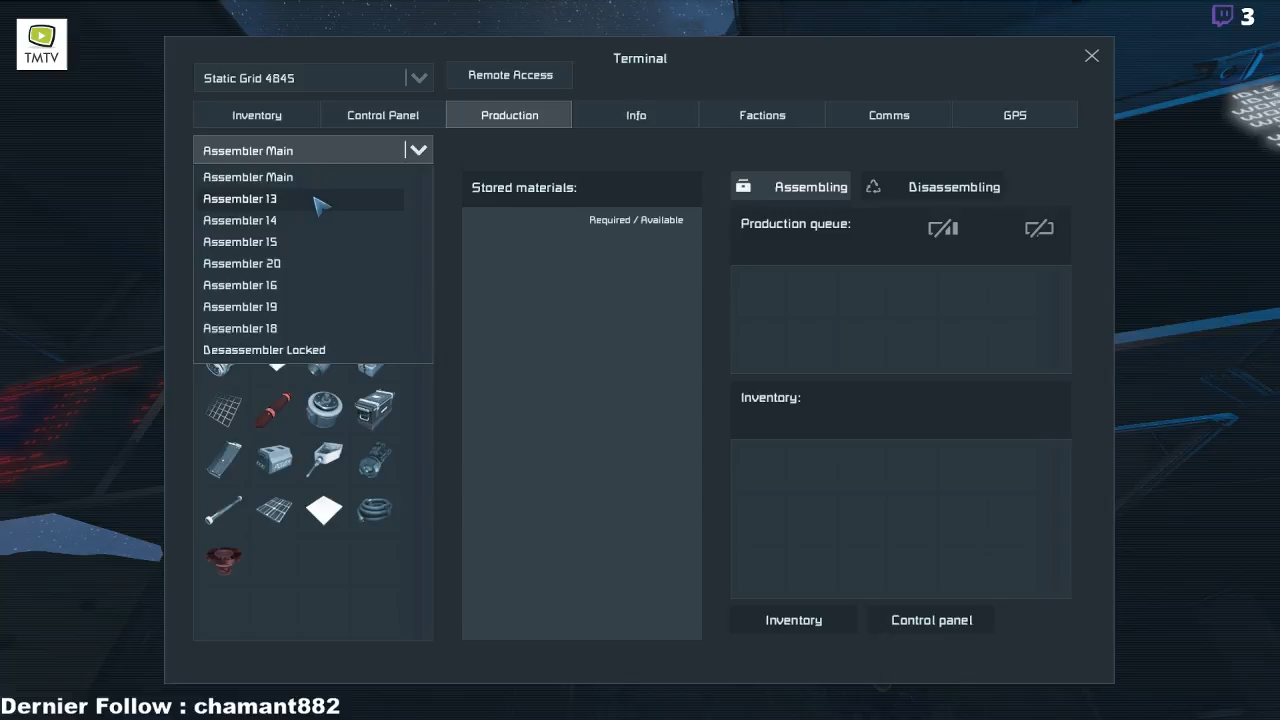 3
TMTV
Terminal
Static Grid 4845
Remote Access
Inventory
Control Panel
Production
Info
Factions
Comms
GPS
Assembler Main
Assembler Main
Assembler 13
Assembler 14
Assembler 15
Assembler 20
Assembler 16
Assembler 19
Assembler 18
Desassembler Locked
Stored materials:
Required / Available
Assembling
Disassembling
Production queue:
Inventory:
Inventory
Control panel
IDLE
Dernier Follow : chamant882